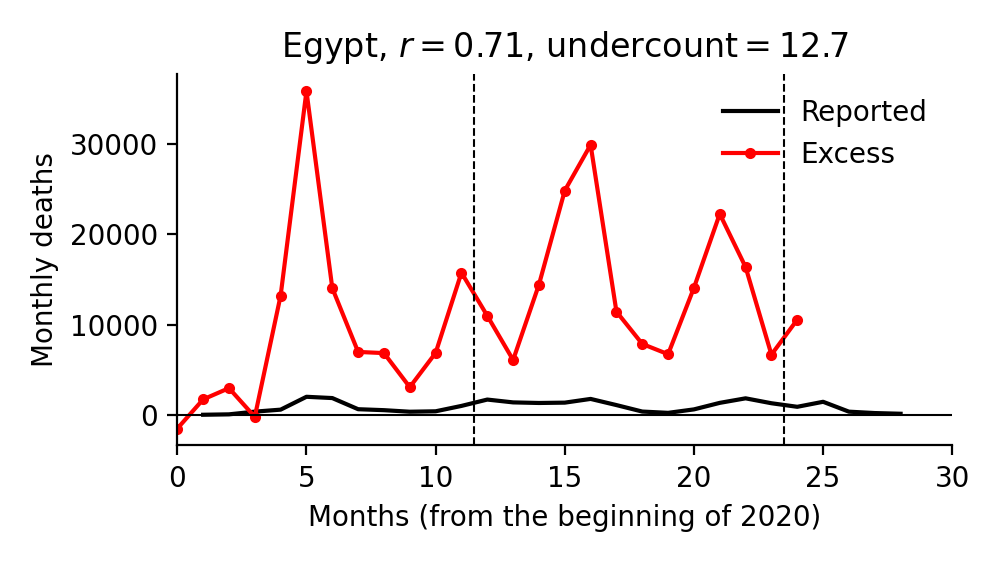 Egypt, r = 0.71, undercount = 12.7
Reported
Excess
Monthly deaths
30000
20000
10000
0
0 5 10 15 20 25 30
Months (from the beginning of 2020)